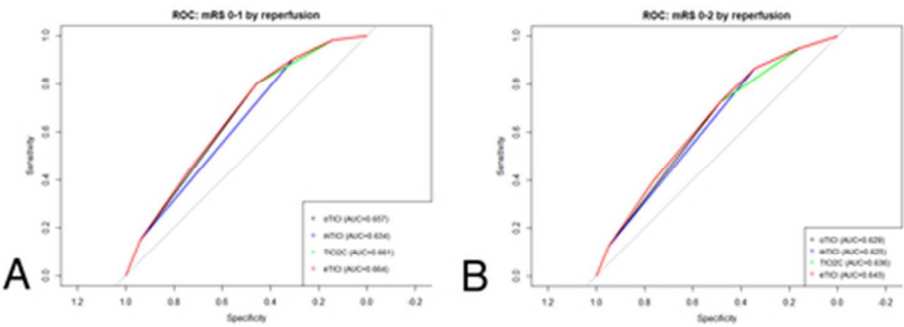 ROC: mRS 0-1 by reperfusion
1.0
0.8
0.6
0.4
0.2
0.0
Sensitivity
oTICI (AUC=0.657)
mTICI (AUC=0.634)
TICI2C (AUC=0.661)
eTICI (AUC=0.664)
1.2 1.0 0.8 0.6 0.4 0.2 0.0 -0.2
Specificity
A
ROC: mRS 0-2 by reperfusion
1.0
0.8
0.6
0.4
0.2
0.0
Sensitivity
oTICI (AUC=0.629)
mTICI (AUC=0.625)
TICI2C (AUC=0.636)
eTICI (AUC=0.643)
1.2 1.0 0.8 0.6 0.4 0.2 0.0 -0.2
Specificity
B